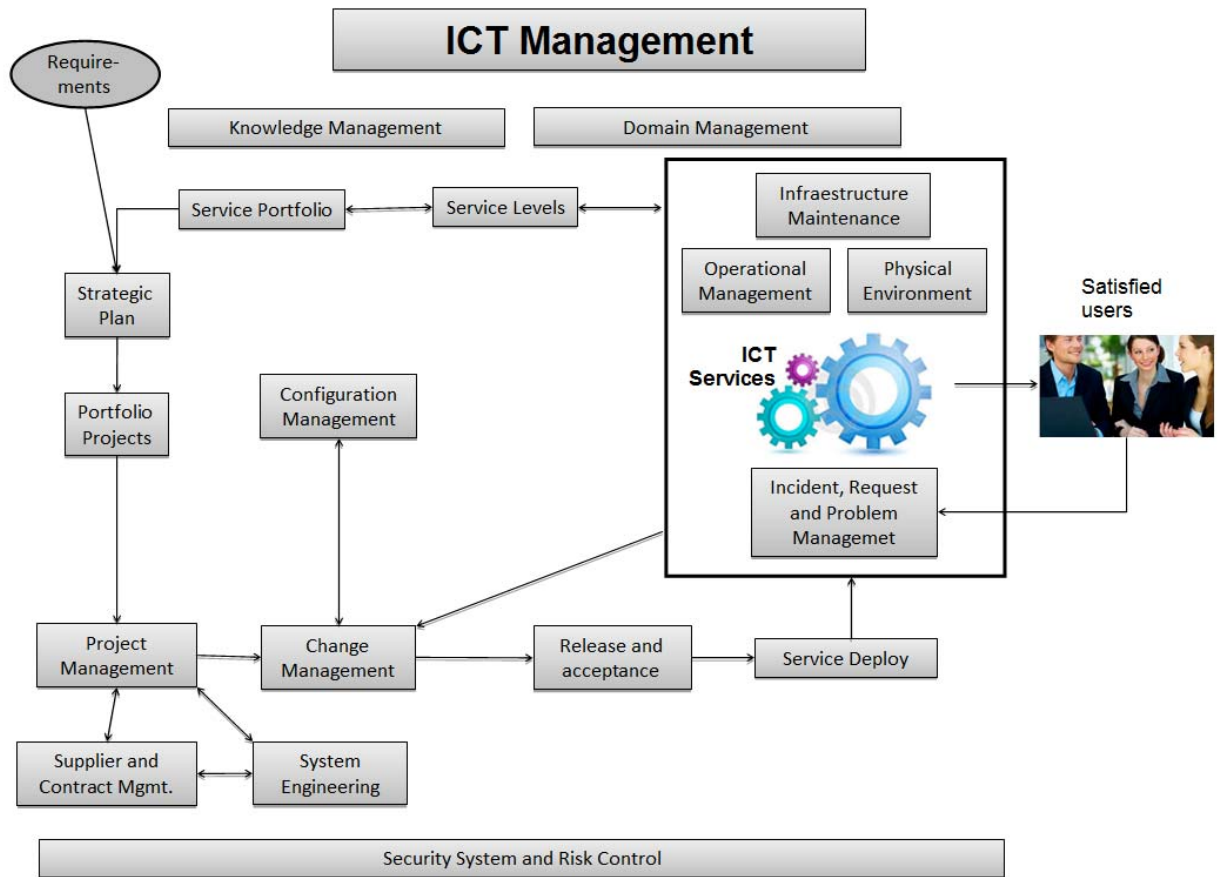 ICT Management
Require-
ments
Knowledge Management
Domain Management
Service Portfolio
Service Levels
Infraestructure
Maintenance
Operational
Management
Physical
Environment
Strategic
Plan
Satisfied
users
ICT
Services
Configuration
Management
Portfolio
Projects
Incident, Request
and Problem
Managemet
Project
Management
Change
Management
Release and
acceptance
Service Deploy
Supplier and
Contract Mgmt.
System
Engineering
Security System and Risk Control